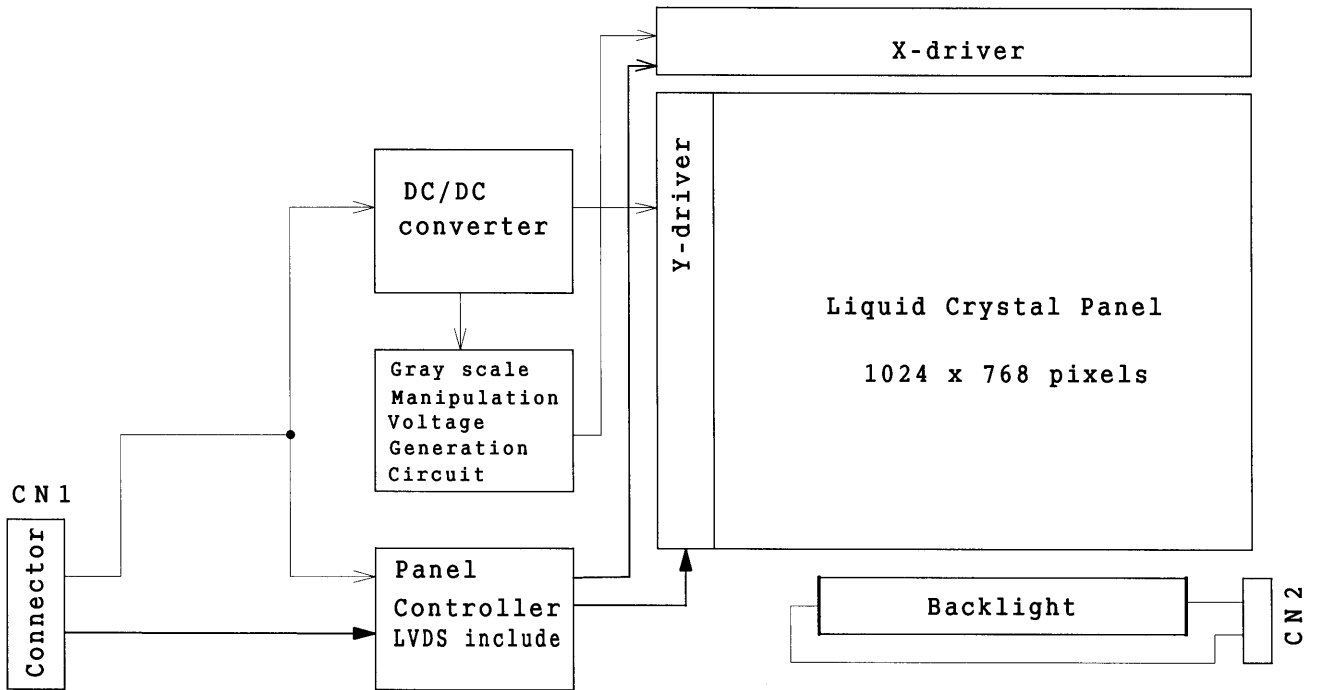 X-driver
Y-driver
DC/DC
converter
Liquid Crystal Panel
1024 x 768 pixels
Gray scale
Manipulation
Voltage
Generation
Circuit
CN1
Connector
Panel
Controller
LVDS include
Backlight
CN2